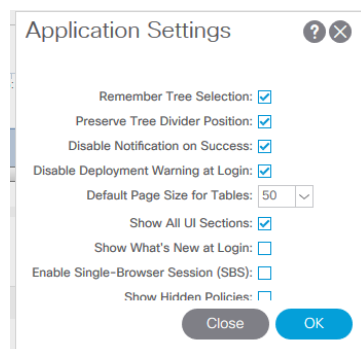 Application Settings
Remember Tree Selection:
Preserve Tree Divider Position:
Disable Notification on Success:
Disable Deployment Warning at Login:
Default Page Size for Tables: 50
Show All UI Sections:
Show What's New at Login:
Enable Single-Browser Session (SBS):
Show Hidden Policies:
Close OK